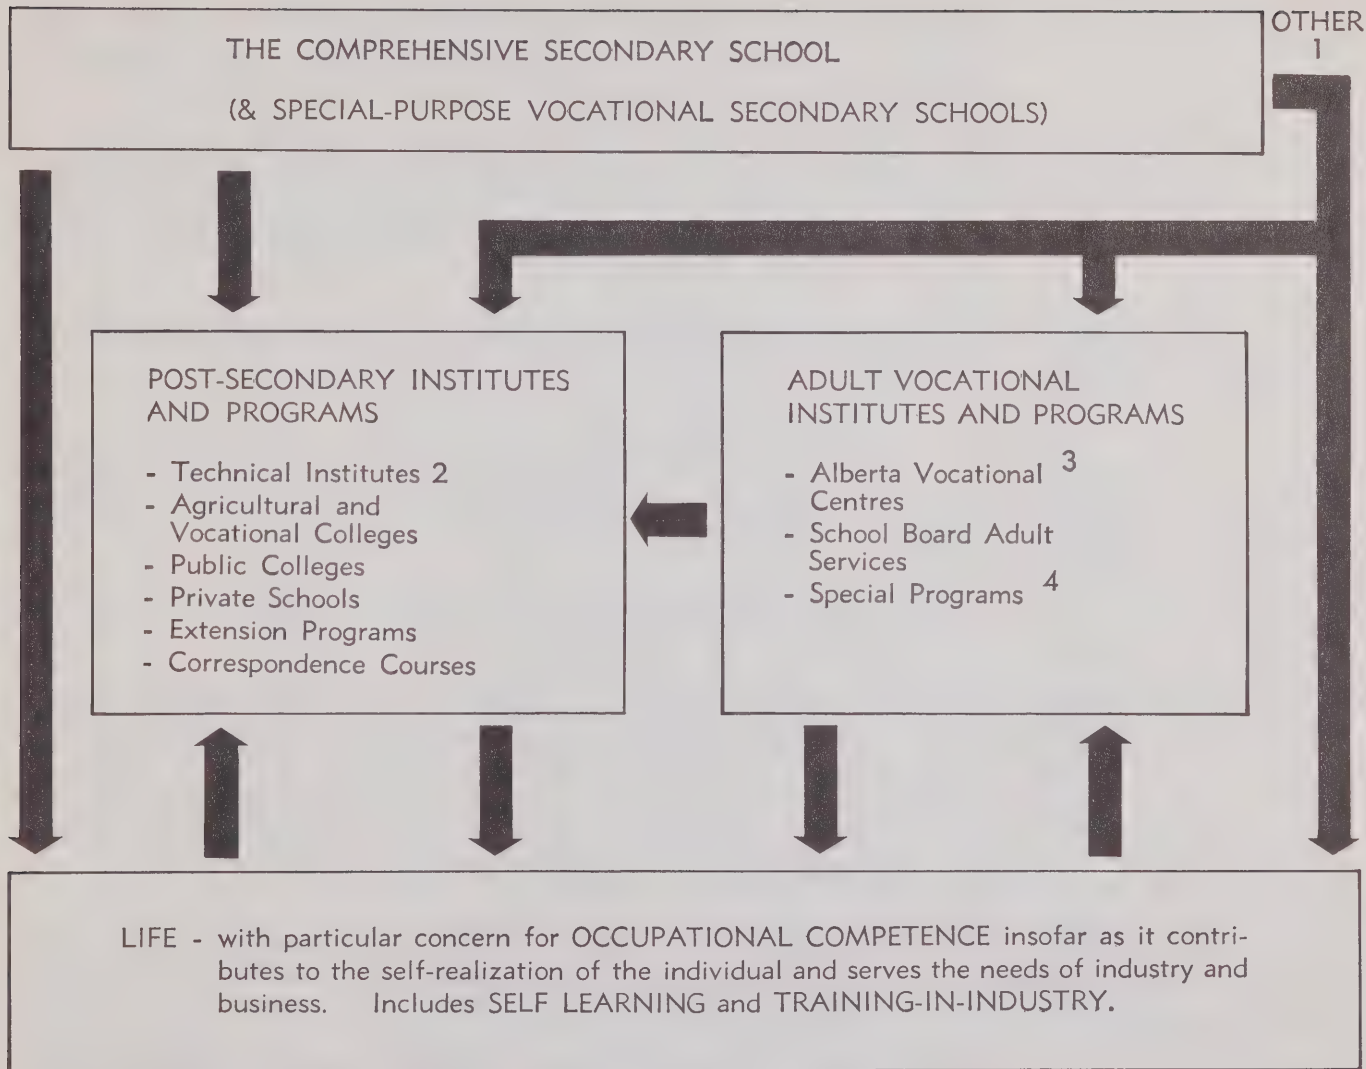 OTHER
1
THE COMPREHENSIVE SECONDARY SCHOOL
(& SPECIAL-PURPOSE VOCATIONAL SECONDARY SCHOOLS)
POST-SECONDARY INSTITUTES
AND PROGRAMS
- Technical Institutes 2
- Agricultural and
Vocational Colleges
- Public Colleges
- Private Schools
- Extension Programs
- Correspondence Courses
ADULT VOCATIONAL
INSTITUTES AND PROGRAMS
- Alberta Vocational 3
Centres
- School Board Adult
Services
- Special Programs 4
LIFE - with particular concern for OCCUPATIONAL COMPETENCE insofar as it contri-
butes to the self-realization of the individual and serves the needs of industry and
business. Includes SELF LEARNING and TRAINING-IN-INDUSTRY.